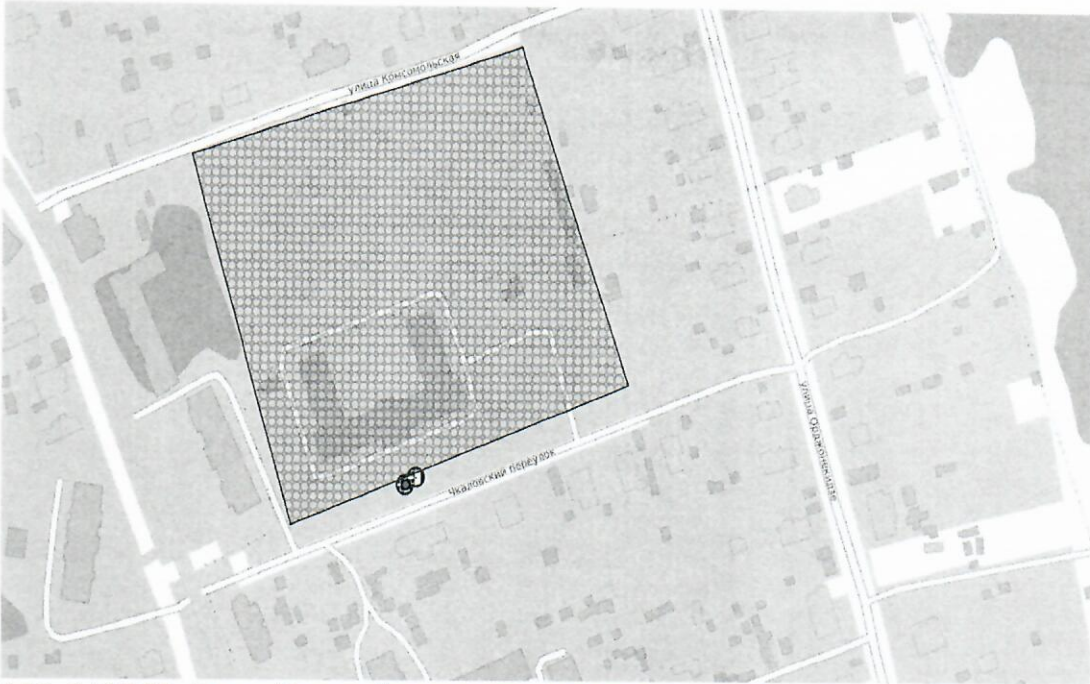 улица Комсомольская
Чкаловский переулок
улица Орджоникидзе